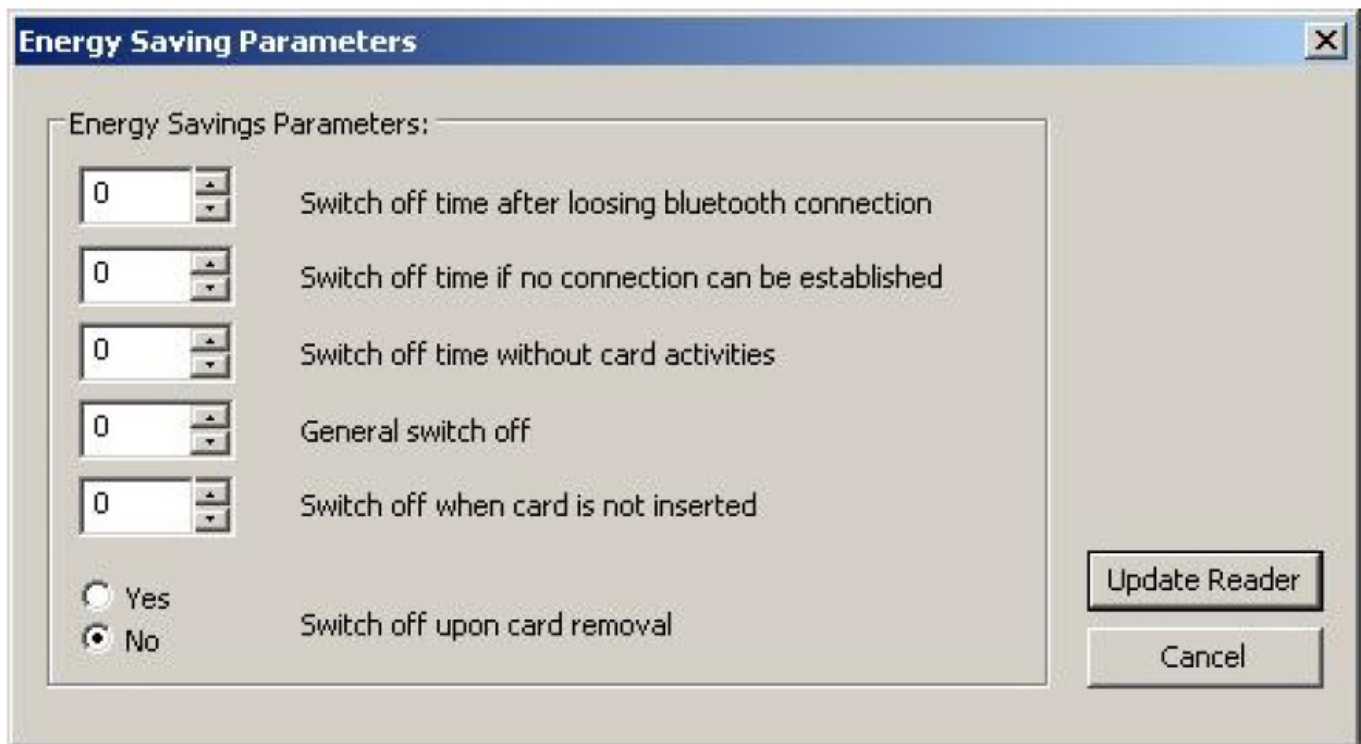 Energy Saving Parameters
Energy Savings Parameters:
0 Switch off time after loosing bluetooth connection
0 Switch off time if no connection can be established
0 Switch off time without card activities
0 General switch off
0 Switch off when card is not inserted
Yes
No
Switch off upon card removal
Update Reader
Cancel